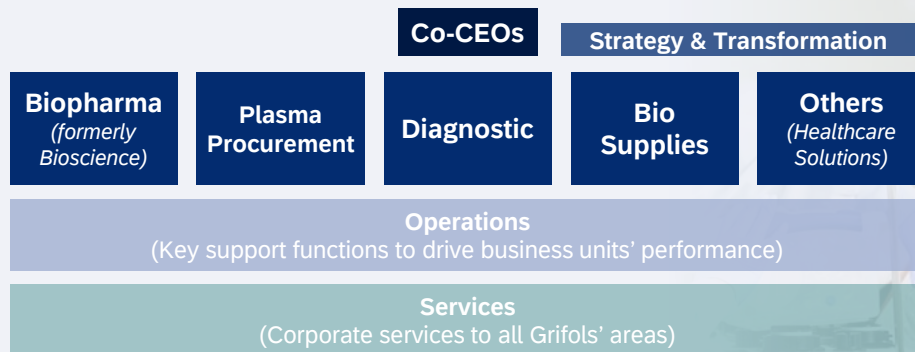 Co-CEOs
Strategy & Transformation
Biopharma
(formerly
Bioscience)
Plasma
Procurement
Diagnostic
Bio
Supplies
Others
(Healthcare
Solutions)
Operations
(Key support functions to drive business units’ performance)
Services
(Corporate services to all Grifols’ areas)